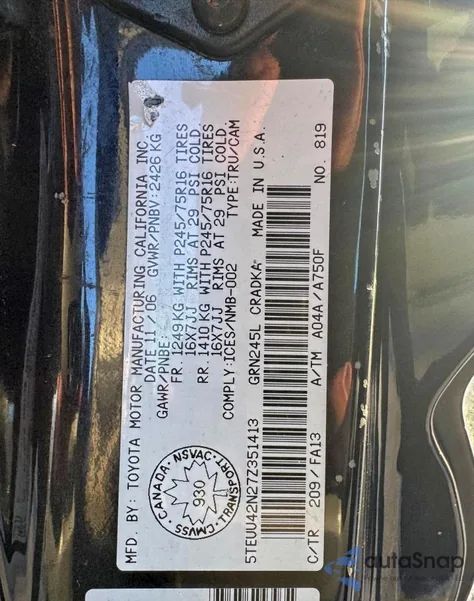 MFD. BY: TOYOTA MOTOR MANUFACTURING CALIFORNIA INC.
DATE 11 / 06 GVWR/PNBV: 2426 KG
GAWR/PNBE:
FR. 1249KG WITH P245/75R16 TIRES
16X7JJ RIMS AT 29 PSI COLD.
RR. 1410 KG WITH P245/75R16 TIRES
16X7JJ RIMS AT 29 PSI COLD.
COMPLY:ICES/NMB-002 TYPE:TRU/CAM
CANADA · NSVAC · TRANSPORT · CMVSS
930
GRN245L CRADKA MADE IN U.S.A.
5TEUU42N27Z351413
C/TR 209 / FA13 A/TM A04A / A750F NO. 819
autoSnap